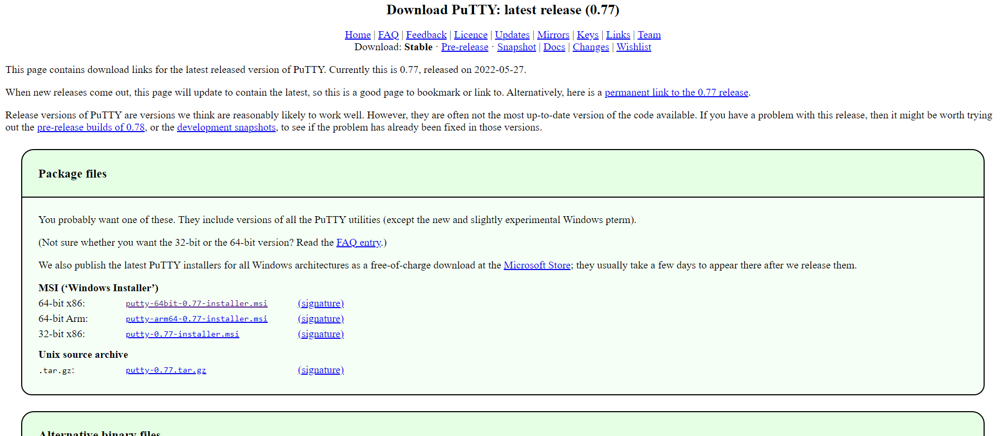 Download PuTTY: latest release (0.77)
Home | FAQ | Feedback | Licence | Updates | Mirrors | Keys | Links | Team
Download: Stable · Pre-release · Snapshot | Docs | Changes | Wishlist
This page contains download links for the latest released version of PuTTY. Currently this is 0.77, released on 2022-05-27.
When new releases come out, this page will update to contain the latest, so this is a good page to bookmark or link to. Alternatively, here is a permanent link to the 0.77 release.
Release versions of PuTTY are versions we think are reasonably likely to work well. However, they are often not the most up-to-date version of the code available. If you have a problem with this release, then it might be worth trying
out the pre-release builds of 0.78, or the development snapshots, to see if the problem has already been fixed in those versions.
Package files
You probably want one of these. They include versions of all the PuTTY utilities (except the new and slightly experimental Windows pterm).
(Not sure whether you want the 32-bit or the 64-bit version? Read the FAQ entry.)
We also publish the latest PuTTY installers for all Windows architectures as a free-of-charge download at the Microsoft Store; they usually take a few days to appear there after we release them.
MSI (‘Windows Installer’)
64-bit x86: putty-64bit-0.77-installer.msi (signature)
64-bit Arm: putty-arm64-0.77-installer.msi (signature)
32-bit x86: putty-0.77-installer.msi (signature)
Unix source archive
.tar.gz: putty-0.77.tar.gz (signature)
Alternative binary files